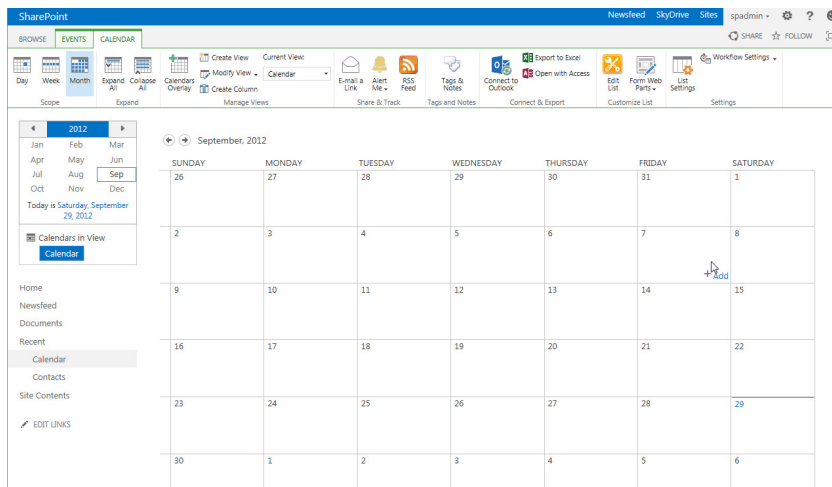 SharePoint
Newsfeed SkyDrive Sites spadmin ?
BROWSE EVENTS CALENDAR
SHARE FOLLOW
Day Week Month
Scope
Expand All Collapse All
Expand
Calendars Overlay
Create View
Modify View
Create Column
Current View:
Calendar
Manage Views
E-mail a Link Alert Me RSS Feed
Share & Track
Tags & Notes
Tags and Notes
Connect to Outlook
Export to Excel
Open with Access
Connect & Export
Edit List Form Web Parts
Customize List
List Settings
Workflow Settings
Settings
2012
Jan Feb Mar
Apr May Jun
Jul Aug Sep
Oct Nov Dec
Today is Saturday, September
29, 2012
Calendars in View
Calendar
Home
Newsfeed
Documents
Recent
Calendar
Contacts
Site Contents
EDIT LINKS
September, 2012
SUNDAY MONDAY TUESDAY WEDNESDAY THURSDAY FRIDAY SATURDAY
26 27 28 29 30 31 1
2 3 4 5 6 7 8
+ Add
9 10 11 12 13 14 15
16 17 18 19 20 21 22
23 24 25 26 27 28 29
30 1 2 3 4 5 6